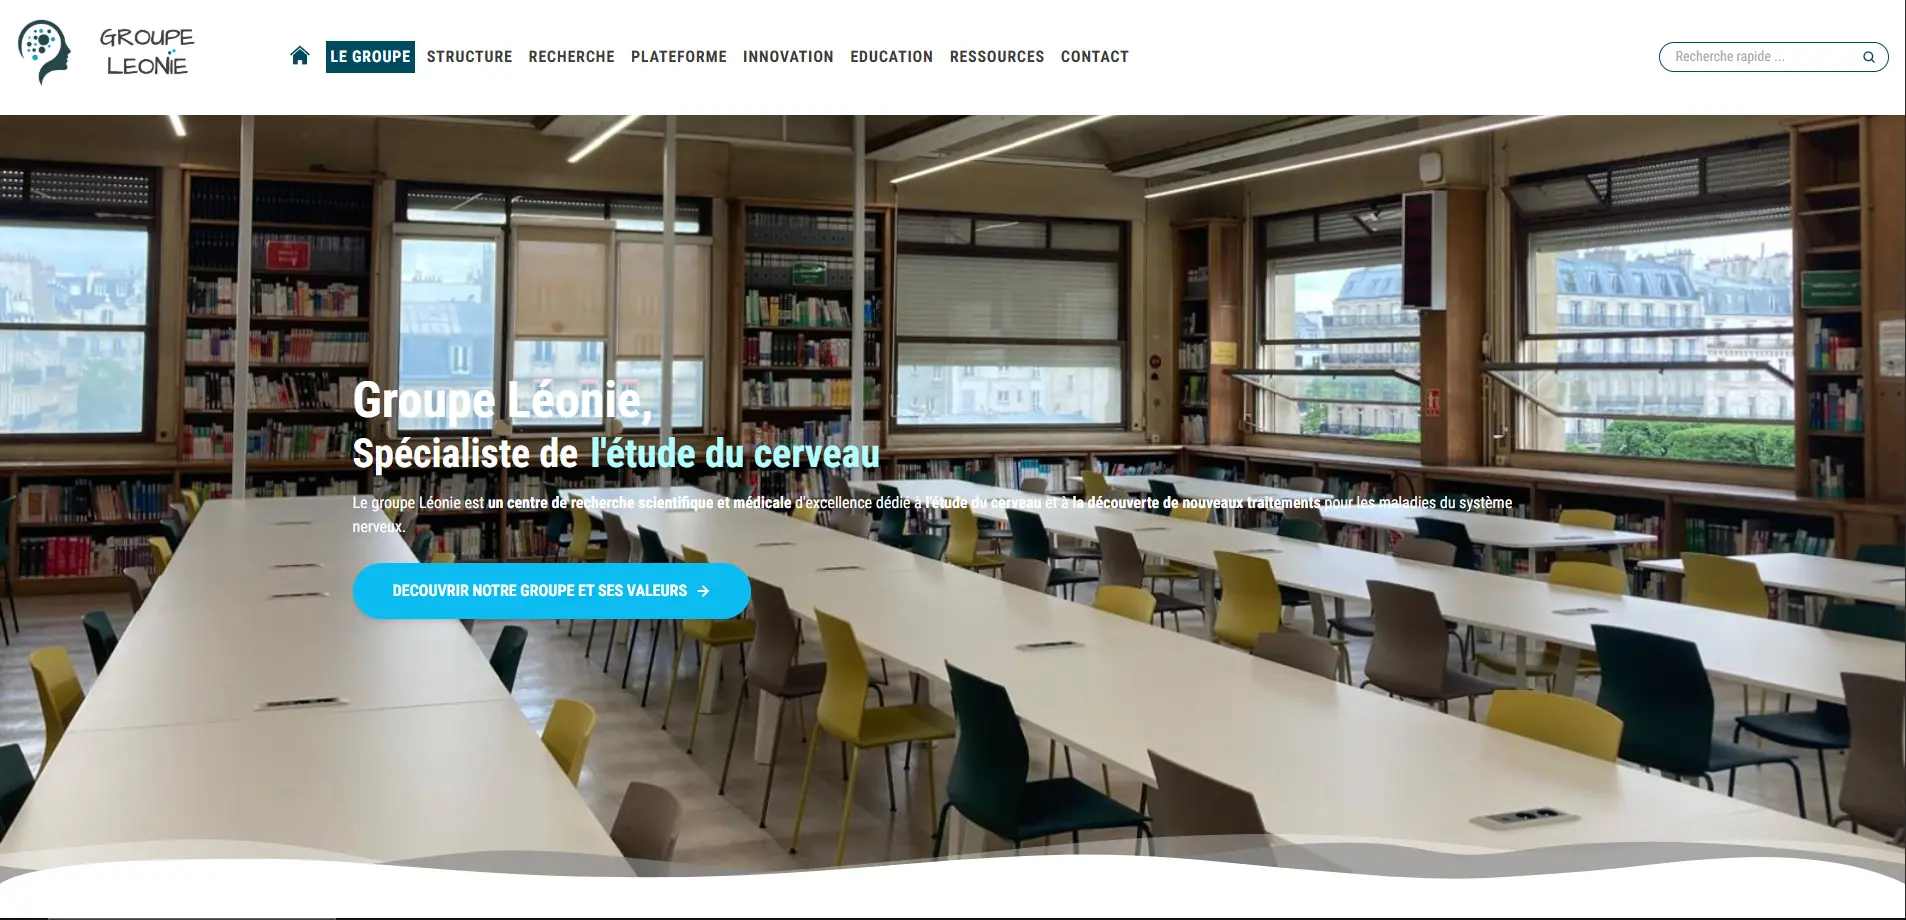 GROUPE
LEONIE
LE GROUPE STRUCTURE RECHERCHE PLATEFORME INNOVATION EDUCATION RESSOURCES CONTACT
Recherche rapide ...
Groupe Léonie,
Spécialiste de l'étude du cerveau
Le groupe Léonie est un centre de recherche scientifique et médicale d'excellence dédié à l'étude du cerveau et à la découverte de nouveaux traitements pour les maladies du système
nerveux.
DECOUVRIR NOTRE GROUPE ET SES VALEURS